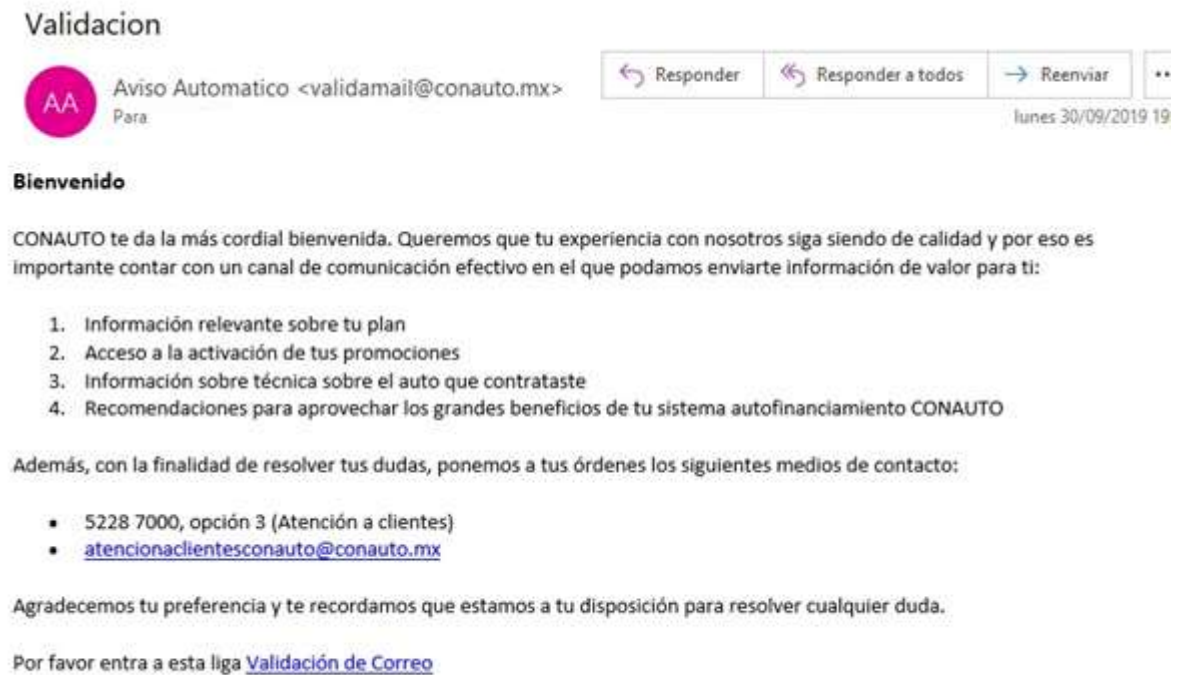 Validacion
AA
Aviso Automatico <validamail@conauto.mx>
Para
Responder
Responder a todos
Reenviar
lunes 30/09/2019 19
Bienvenido
CONAUTO te da la más cordial bienvenida. Queremos que tu experiencia con nosotros siga siendo de calidad y por eso es
importante contar con un canal de comunicación efectivo en el que podamos enviarte información de valor para ti:
1. Información relevante sobre tu plan
2. Acceso a la activación de tus promociones
3. Información sobre técnica sobre el auto que contrataste
4. Recomendaciones para aprovechar los grandes beneficios de tu sistema autofinanciamiento CONAUTO
Además, con la finalidad de resolver tus dudas, ponemos a tus órdenes los siguientes medios de contacto:
• 5228 7000, opción 3 (Atención a clientes)
• atencionaclientesconauto@conauto.mx
Agradecemos tu preferencia y te recordamos que estamos a tu disposición para resolver cualquier duda.
Por favor entra a esta liga Validación de Correo